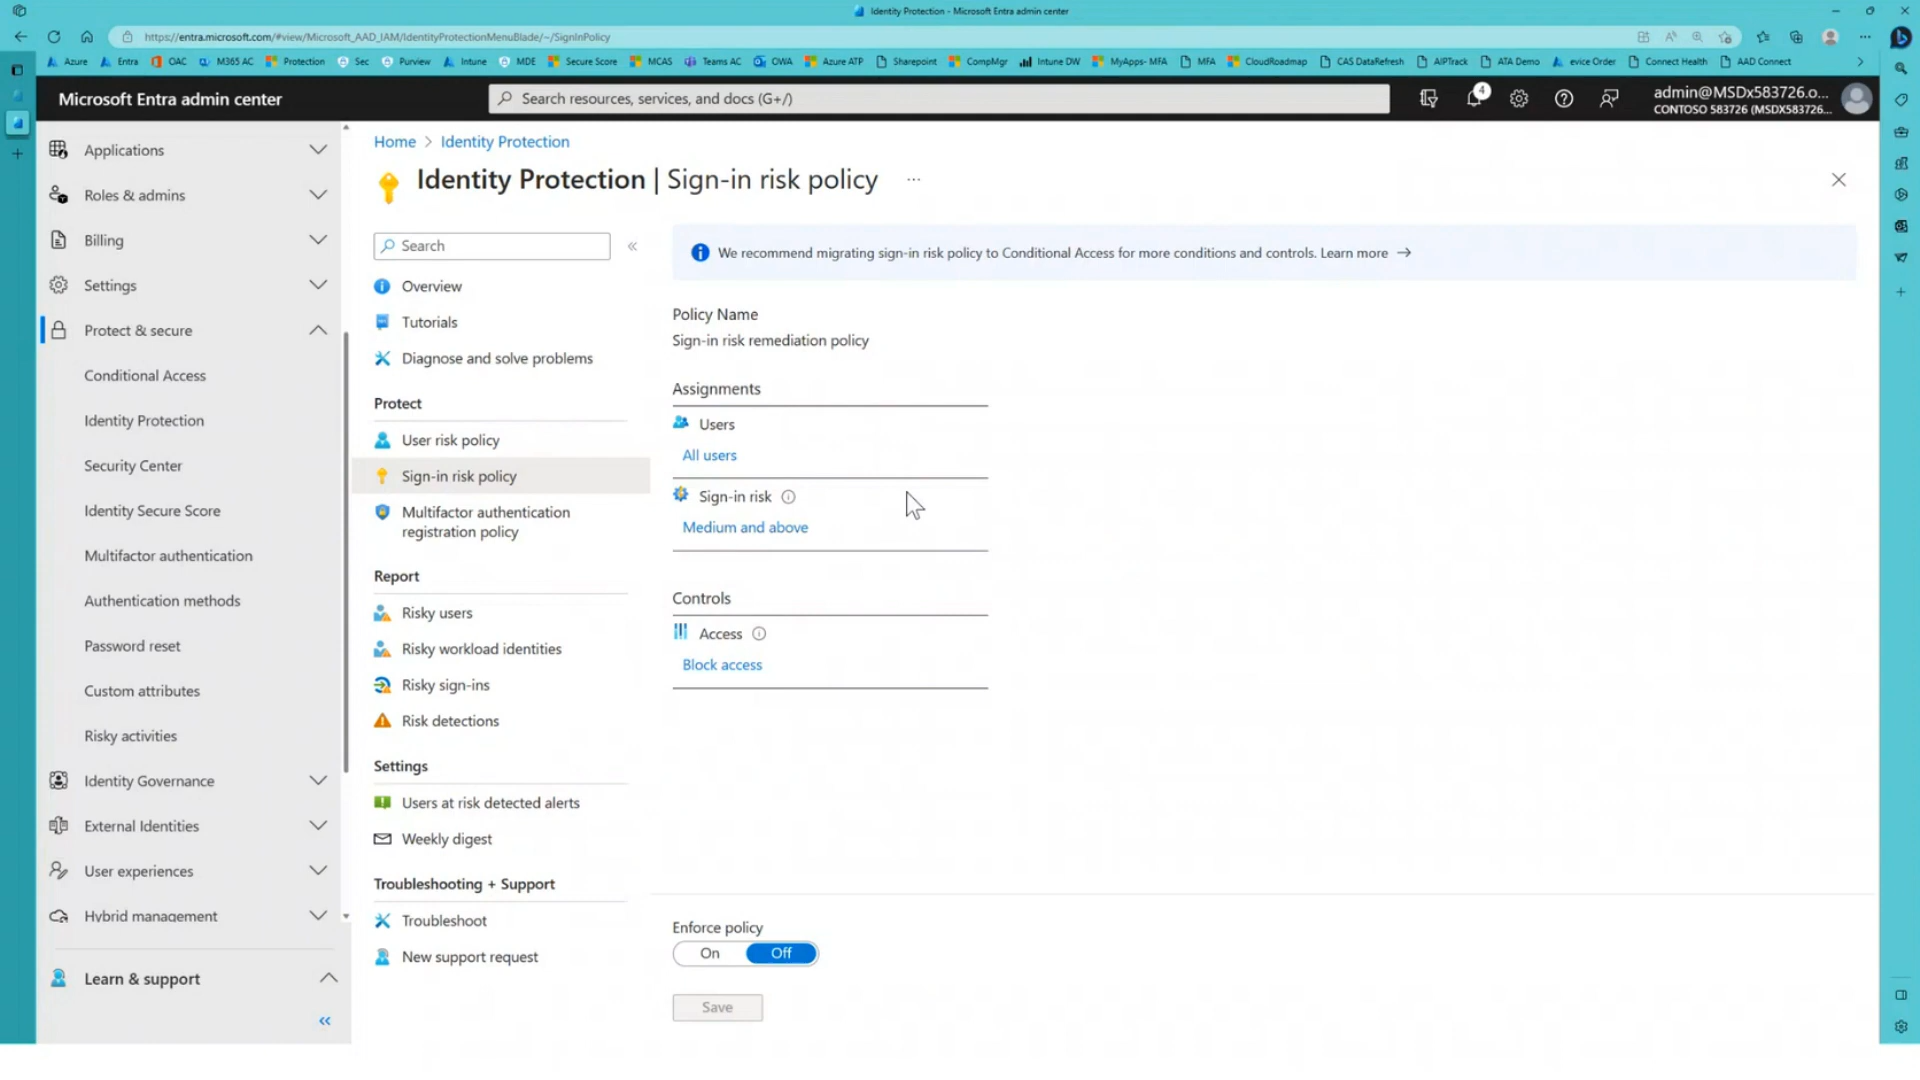 Identity Protection - Microsoft Entra admin center
https://entra.microsoft.com/#view/Microsoft_AAD_IAM/IdentityProtectionMenuBlade/~/SignInPolicy
Azure Entra OAC M365 AC Protection Sec Purview Intune MDE Secure Score MCAS Teams AC OWA Azure ATP Sharepoint CompMgr Intune DW MyApps- MFA MFA CloudRoadmap CAS DataRefresh AIPTrack ATA Demo evice Order Connect Health AAD Connect
Microsoft Entra admin center
Search resources, services, and docs (G+/)
4
admin@MSDx583726.o...
CONTOSO 583726 (MSDX583726...
Applications
Roles & admins
Billing
Settings
Protect & secure
Conditional Access
Identity Protection
Security Center
Identity Secure Score
Multifactor authentication
Authentication methods
Password reset
Custom attributes
Risky activities
Identity Governance
External Identities
User experiences
Hybrid management
Learn & support
Home > Identity Protection
Identity Protection | Sign-in risk policy ...
Search
Overview
Tutorials
Diagnose and solve problems
Protect
User risk policy
Sign-in risk policy
Multifactor authentication
registration policy
Report
Risky users
Risky workload identities
Risky sign-ins
Risk detections
Settings
Users at risk detected alerts
Weekly digest
Troubleshooting + Support
Troubleshoot
New support request
We recommend migrating sign-in risk policy to Conditional Access for more conditions and controls. Learn more →
Policy Name
Sign-in risk remediation policy
Assignments
Users
All users
Sign-in risk
Medium and above
Controls
Access
Block access
Enforce policy
On Off
Save